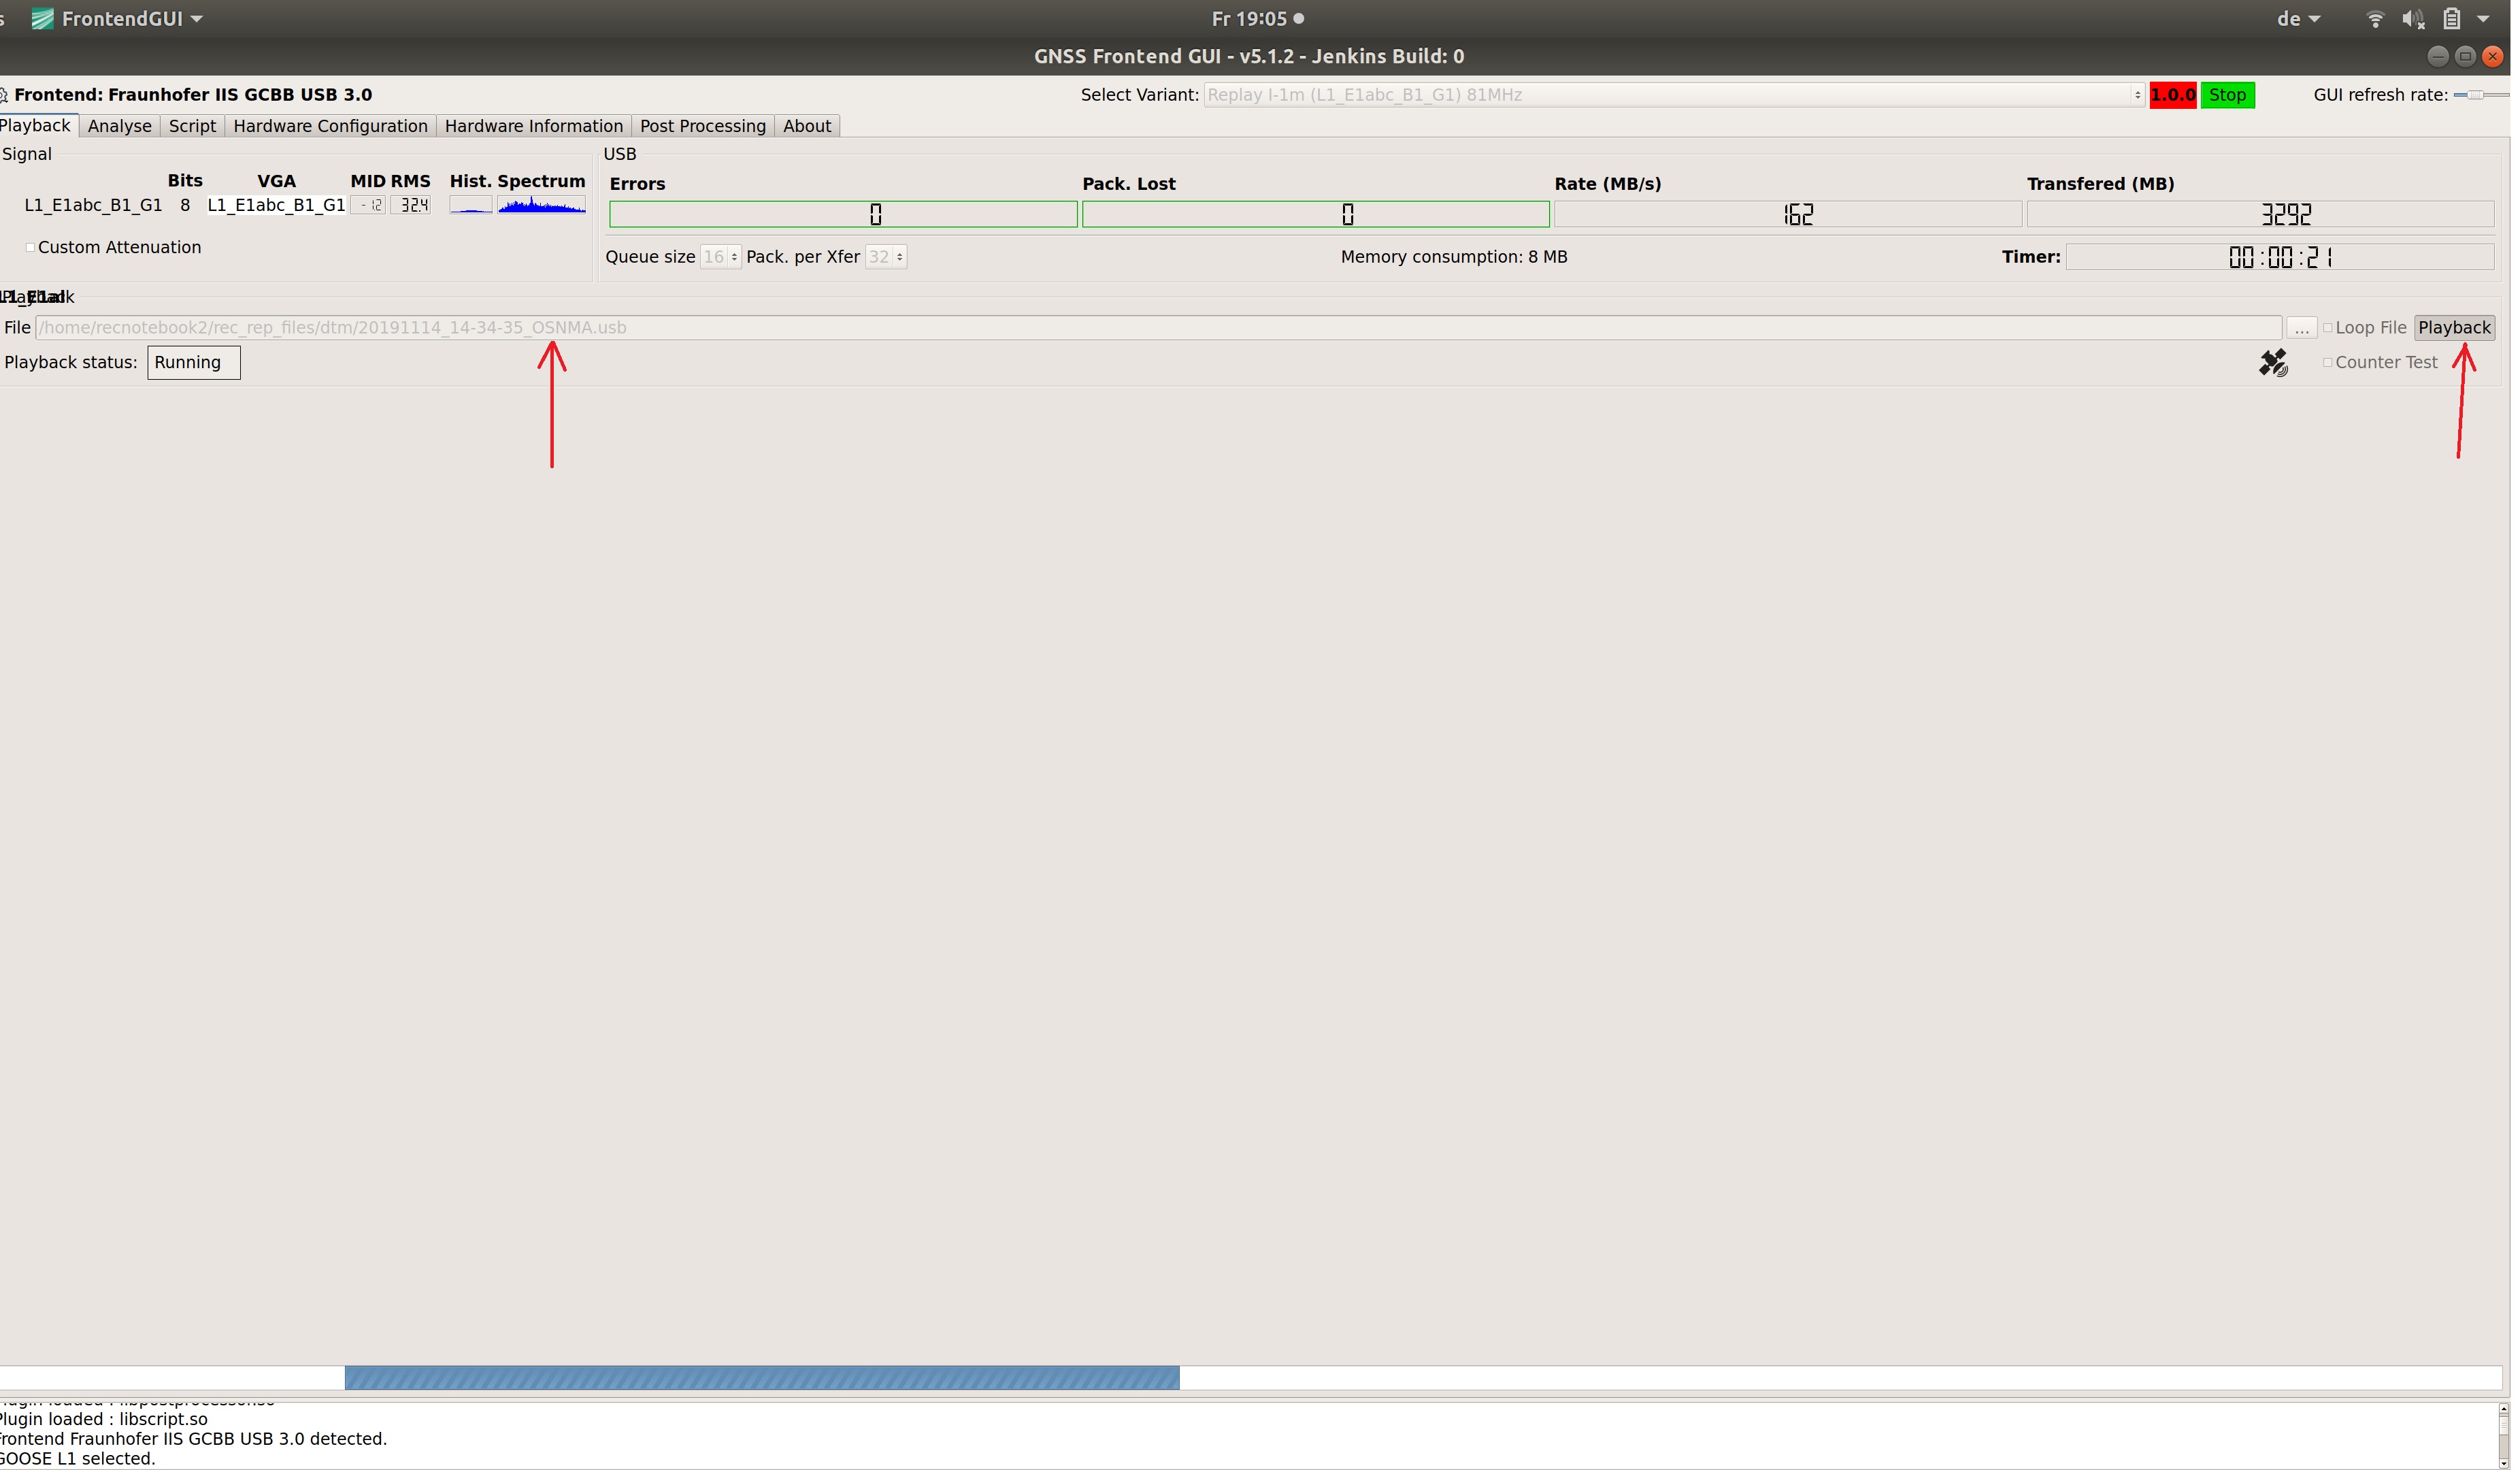 s FrontendGUI Fr 19:05 de
GNSS Frontend GUI - v5.1.2 - Jenkins Build: 0
Frontend: Fraunhofer IIS GCBB USB 3.0 Select Variant: Replay I-1m (L1_E1abc_B1_G1) 81MHz 1.0.0 Stop GUI refresh rate:
Playback Analyse Script Hardware Configuration Hardware Information Post Processing About
Signal
Bits VGA MID RMS Hist. Spectrum
L1_E1abc_B1_G1 8 L1_E1abc_B1_G1 -1.2 32.4
Custom Attenuation
USB
Errors Pack. Lost Rate (MB/s) Transfered (MB)
0 0 162 3292
Queue size 16 Pack. per Xfer 32 Memory consumption: 8 MB Timer: 00:00:21
Playback
File /home/recnotebook2/rec_rep_files/dtm/20191114_14-34-35_OSNMA.usb ... Loop File Playback
Playback status: Running Counter Test
Plugin loaded : libpostprocessor.so
Plugin loaded : libscript.so
Frontend Fraunhofer IIS GCBB USB 3.0 detected.
GOOSE L1 selected.